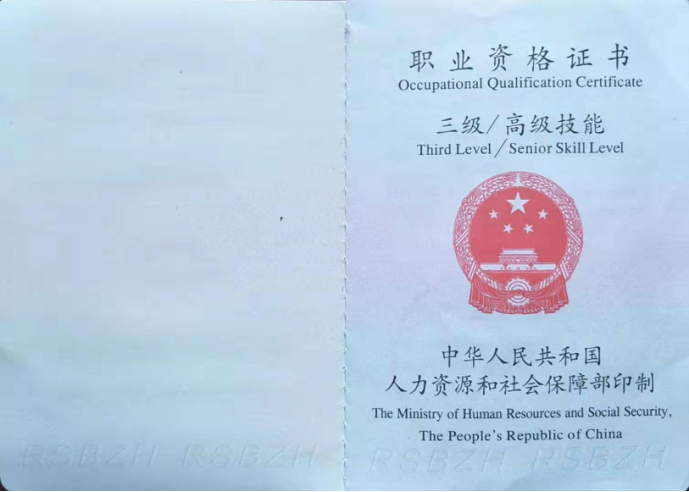 职业资格证书
Occupational Qualification Certificate
三级/高级技能
Third Level/Senior Skill Level
中华人民共和国
人力资源和社会保障部印制
The Ministry of Human Resources and Social Security,
The People's Republic of China
RSBZH RSBZH RSBZH RSBZH